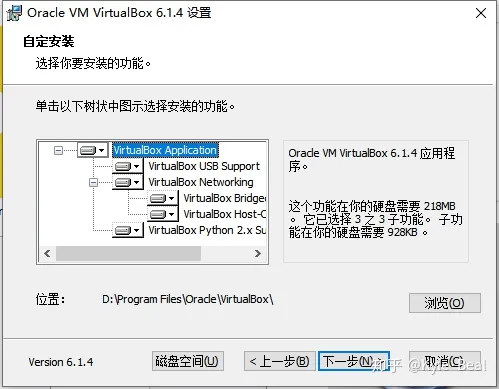 Oracle VM VirtualBox 6.1.4 设置
自定安装
选择你要安装的功能。
单击以下树状中图示选择安装的功能。
VirtualBox Application
VirtualBox USB Support
VirtualBox Networking
VirtualBox Bridge
VirtualBox Host-O
VirtualBox Python 2.x Su
Oracle VM VirtualBox 6.1.4 应用程
序。
这个功能在你的硬盘需要 218MB
。 它已选择 3 之 3 子功能。 子功
能在你的硬盘需要 928KB 。
位置：
D:\Program Files\Oracle\VirtualBox\
浏览(O)
Version 6.1.4
磁盘空间(U)
< 上一步(B)
下一步(N) >
取消(C)